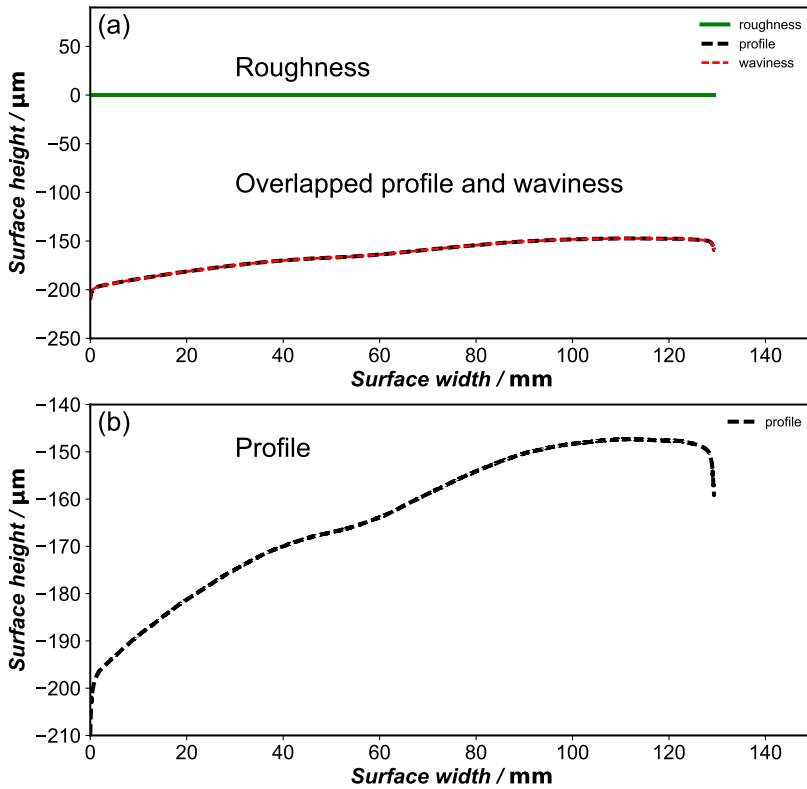 (a)
Roughness
Overlapped profile and waviness
roughness
profile
waviness
Surface height / μm
50
0
−50
−100
−150
−200
−250
0 20 40 60 80 100 120 140
Surface width / mm
(b)
Profile
profile
Surface height / μm
−140
−150
−160
−170
−180
−190
−200
−210
0 20 40 60 80 100 120 140
Surface width / mm